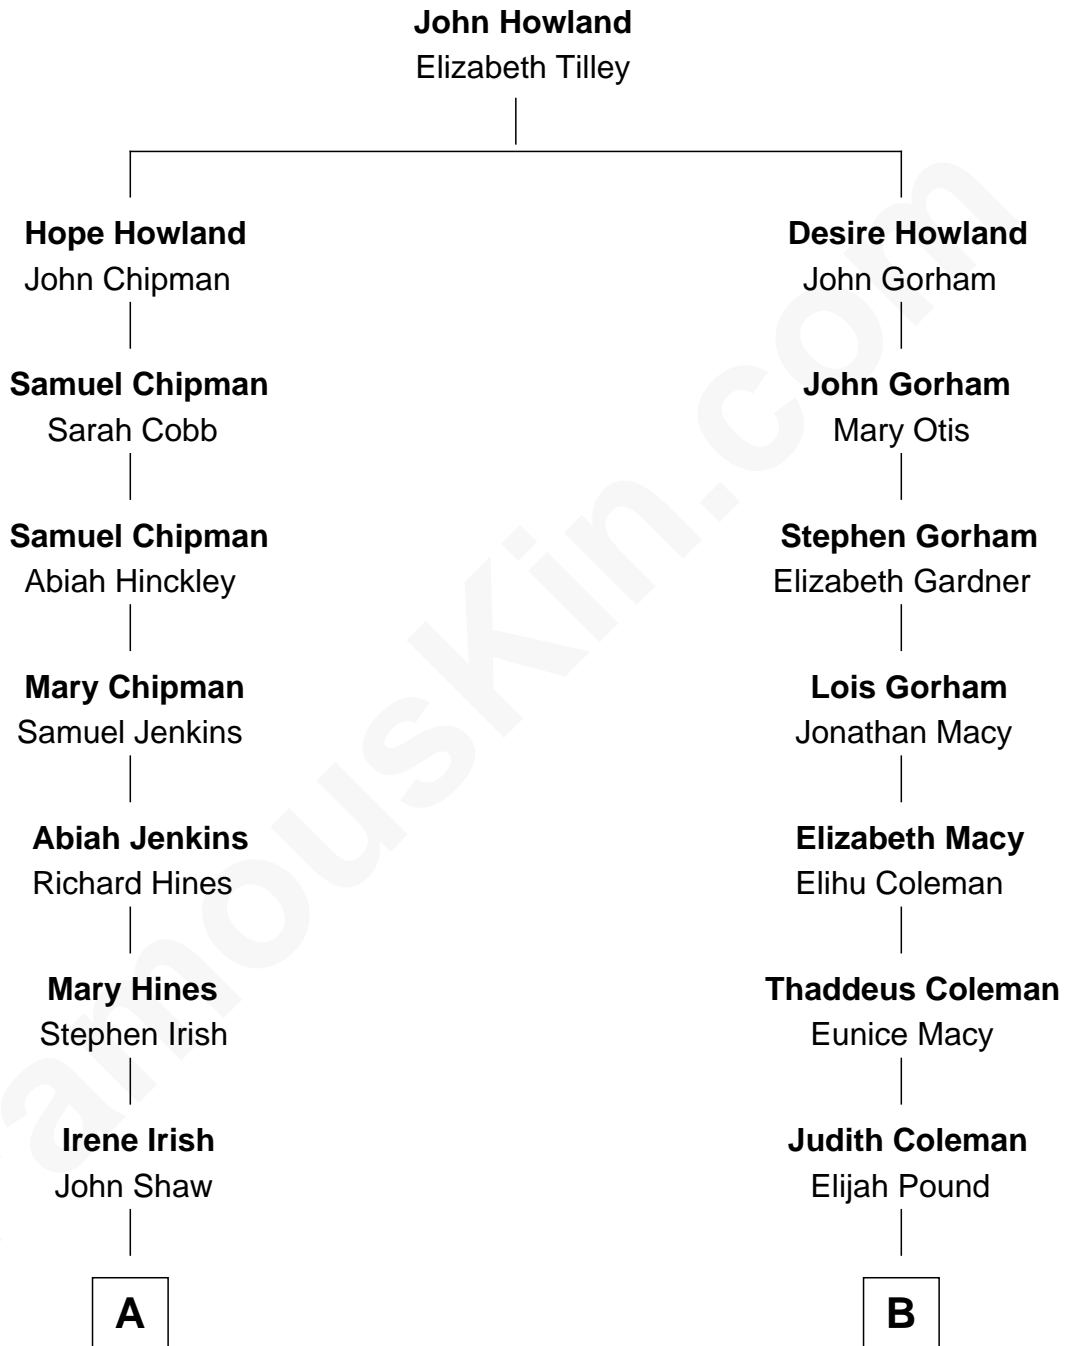 John Howland
Elizabeth Tilley
Hope Howland
John Chipman
Samuel Chipman
Sarah Cobb
Samuel Chipman
Abiah Hinckley
Mary Chipman
Samuel Jenkins
Abiah Jenkins
Richard Hines
Mary Hines
Stephen Irish
Irene Irish
John Shaw
A
Desire Howland
John Gorham
John Gorham
Mary Otis
Stephen Gorham
Elizabeth Gardner
Lois Gorham
Jonathan Macy
Elizabeth Macy
Elihu Coleman
Thaddeus Coleman
Eunice Macy
Judith Coleman
Elijah Pound
B
amouskin.com